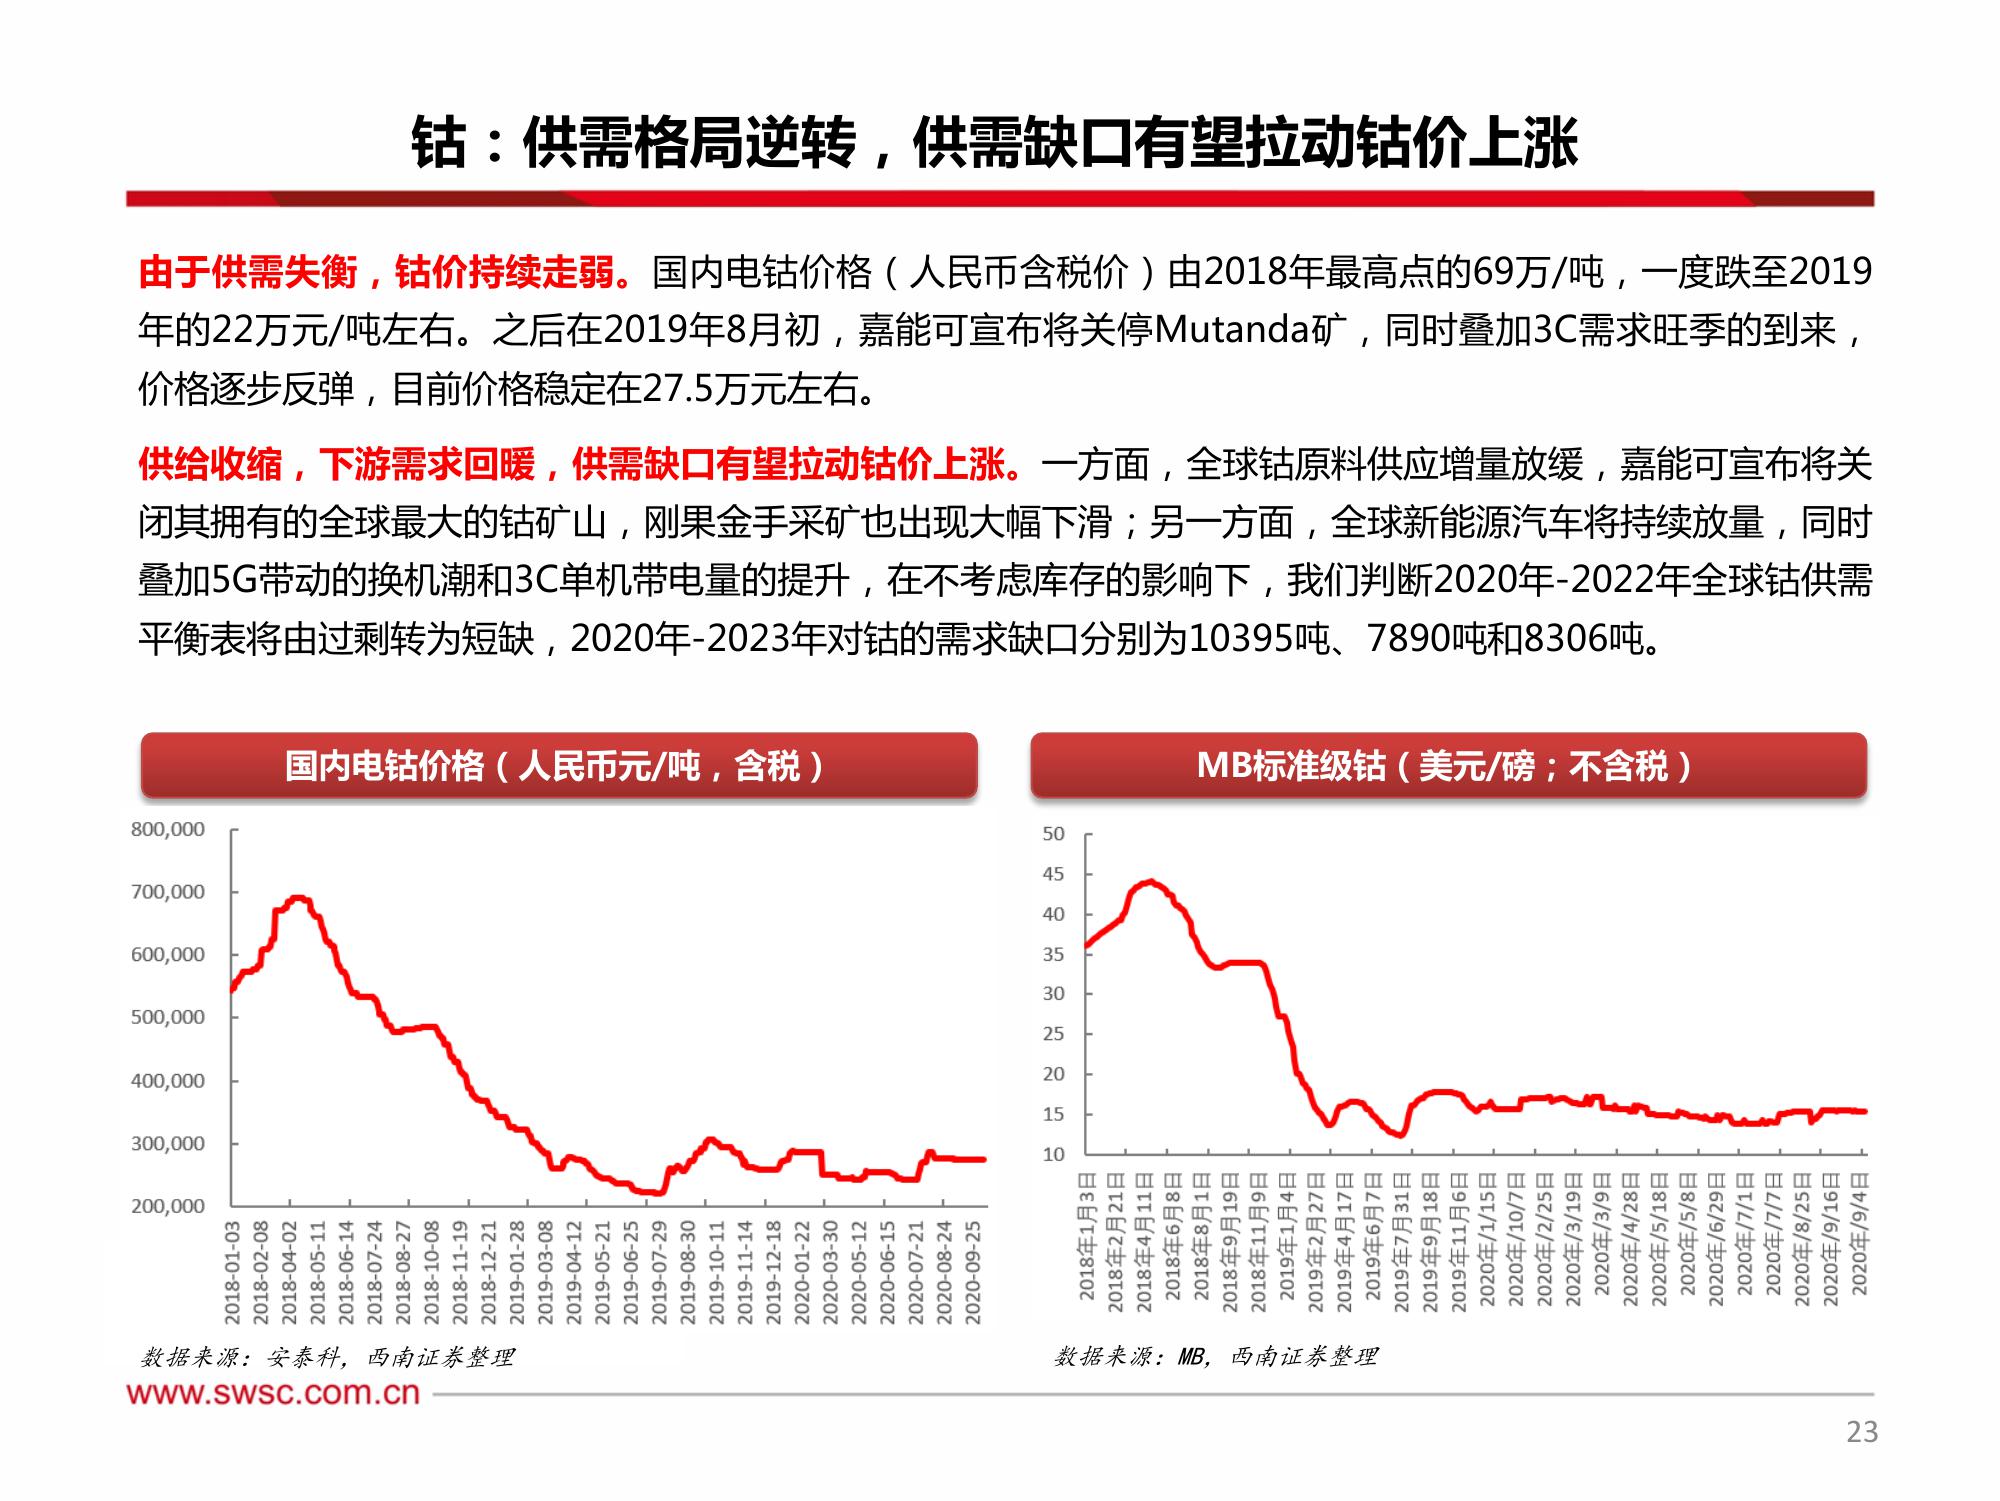 钴：供需格局逆转，供需缺口有望拉动钴价上涨
由于供需失衡，钴价持续走弱。国内电钴价格（人民币含税价）由2018年最高点的69万/吨，一度跌至2019
年的22万元/吨左右。之后在2019年8月初，嘉能可宣布将关停Mutanda矿，同时叠加3C需求旺季的到来，
价格逐步反弹，目前价格稳定在27.5万元左右。
供给收缩，下游需求回暖，供需缺口有望拉动钴价上涨。一方面，全球钴原料供应增量放缓，嘉能可宣布将关
闭其拥有的全球最大的钴矿山，刚果金手采矿也出现大幅下滑；另一方面，全球新能源汽车将持续放量，同时
叠加5G带动的换机潮和3C单机带电量的提升，在不考虑库存的影响下，我们判断2020年-2022年全球钴供需
平衡表将由过剩转为短缺，2020年-2023年对钴的需求缺口分别为10395吨、7890吨和8306吨。
国内电钴价格（人民币元/吨，含税）
800,000
700,000
600,000
500,000
400,000
300,000
200,000
2018-01-03
2018-02-08
2018-04-02
2018-05-11
2018-06-14
2018-07-24
2018-08-27
2018-10-08
2018-11-19
2018-12-21
2019-01-28
2019-03-08
2019-04-12
2019-05-21
2019-06-25
2019-07-29
2019-08-30
2019-10-11
2019-11-14
2019-12-18
2020-01-22
2020-03-30
2020-05-12
2020-06-15
2020-07-21
2020-08-24
2020-09-25
数据来源：安泰科，西南证券整理
MB标准级钴（美元/磅；不含税）
50
45
40
35
30
25
20
15
10
2018年1月3日
2018年2月21日
2018年4月11日
2018年6月8日
2018年8月1日
2018年9月19日
2018年11月9日
2019年1月4日
2019年2月27日
2019年4月17日
2019年6月7日
2019年7月31日
2019年9月18日
2019年11月6日
2020年/1/15日
2020年/10/7日
2020年/2/25日
2020年/3/19日
2020年/3/9日
2020年/4/28日
2020年/5/18日
2020年/5/8日
2020年/6/29日
2020年/7/1日
2020年/7/7日
2020年/8/25日
2020年/9/16日
2020年/9/4日
数据来源：MB，西南证券整理
www.swsc.com.cn
23